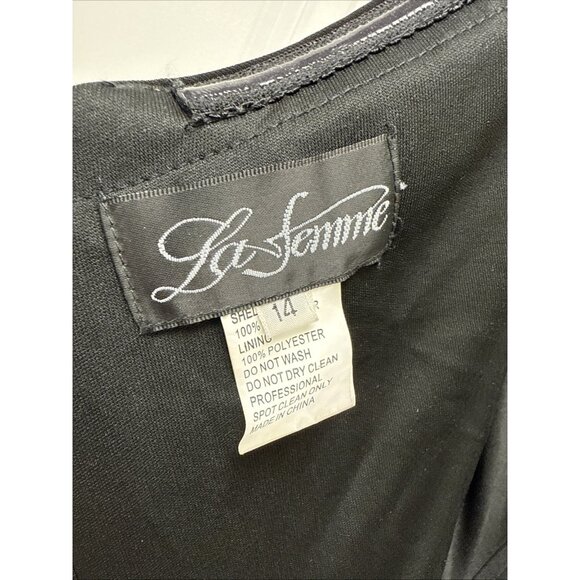 La Femme
14
SHEL
100% R
LINING
100% POLYESTER
DO NOT WASH
DO NOT DRY CLEAN
PROFESSIONAL
SPOT CLEAN ONLY
MADE IN CHINA